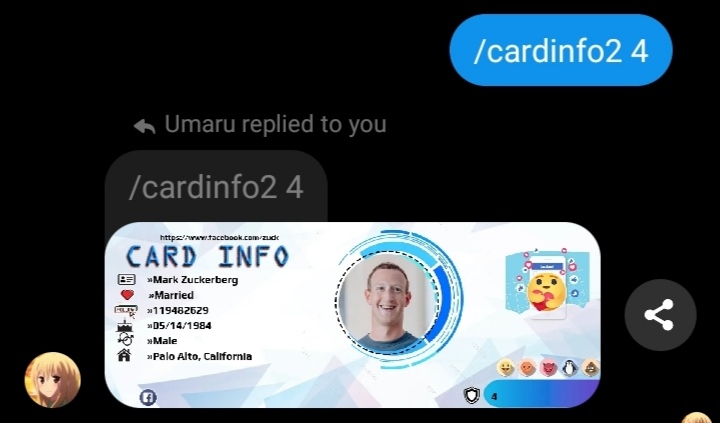 /cardinfo2 4
Umaru replied to you
/cardinfo2 4
https://www.facebook.com/zuck
CARD INFO
»Mark Zuckerberg
»Married
»119482629
»05/14/1984
»Male
»Palo Alto, California
4